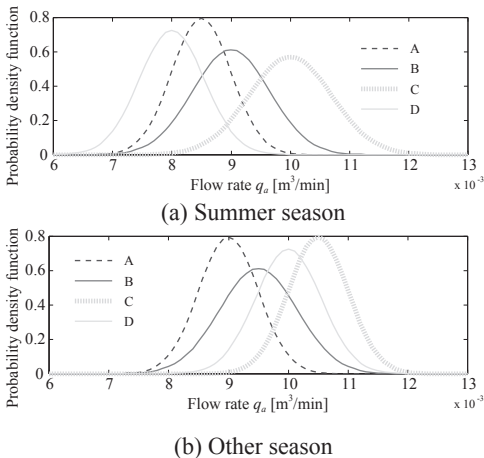 Probability density function
0.8
0.6
0.4
0.2
0
A
B
C
D
6 7 8 9 10 11 12 13
x 10⁻³
Flow rate qₐ [m³/min]
(a) Summer season
Probability density function
0.8
0.6
0.4
0.2
0
A
B
C
D
6 7 8 9 10 11 12 13
x 10⁻³
Flow rate qₐ [m³/min]
(b) Other season